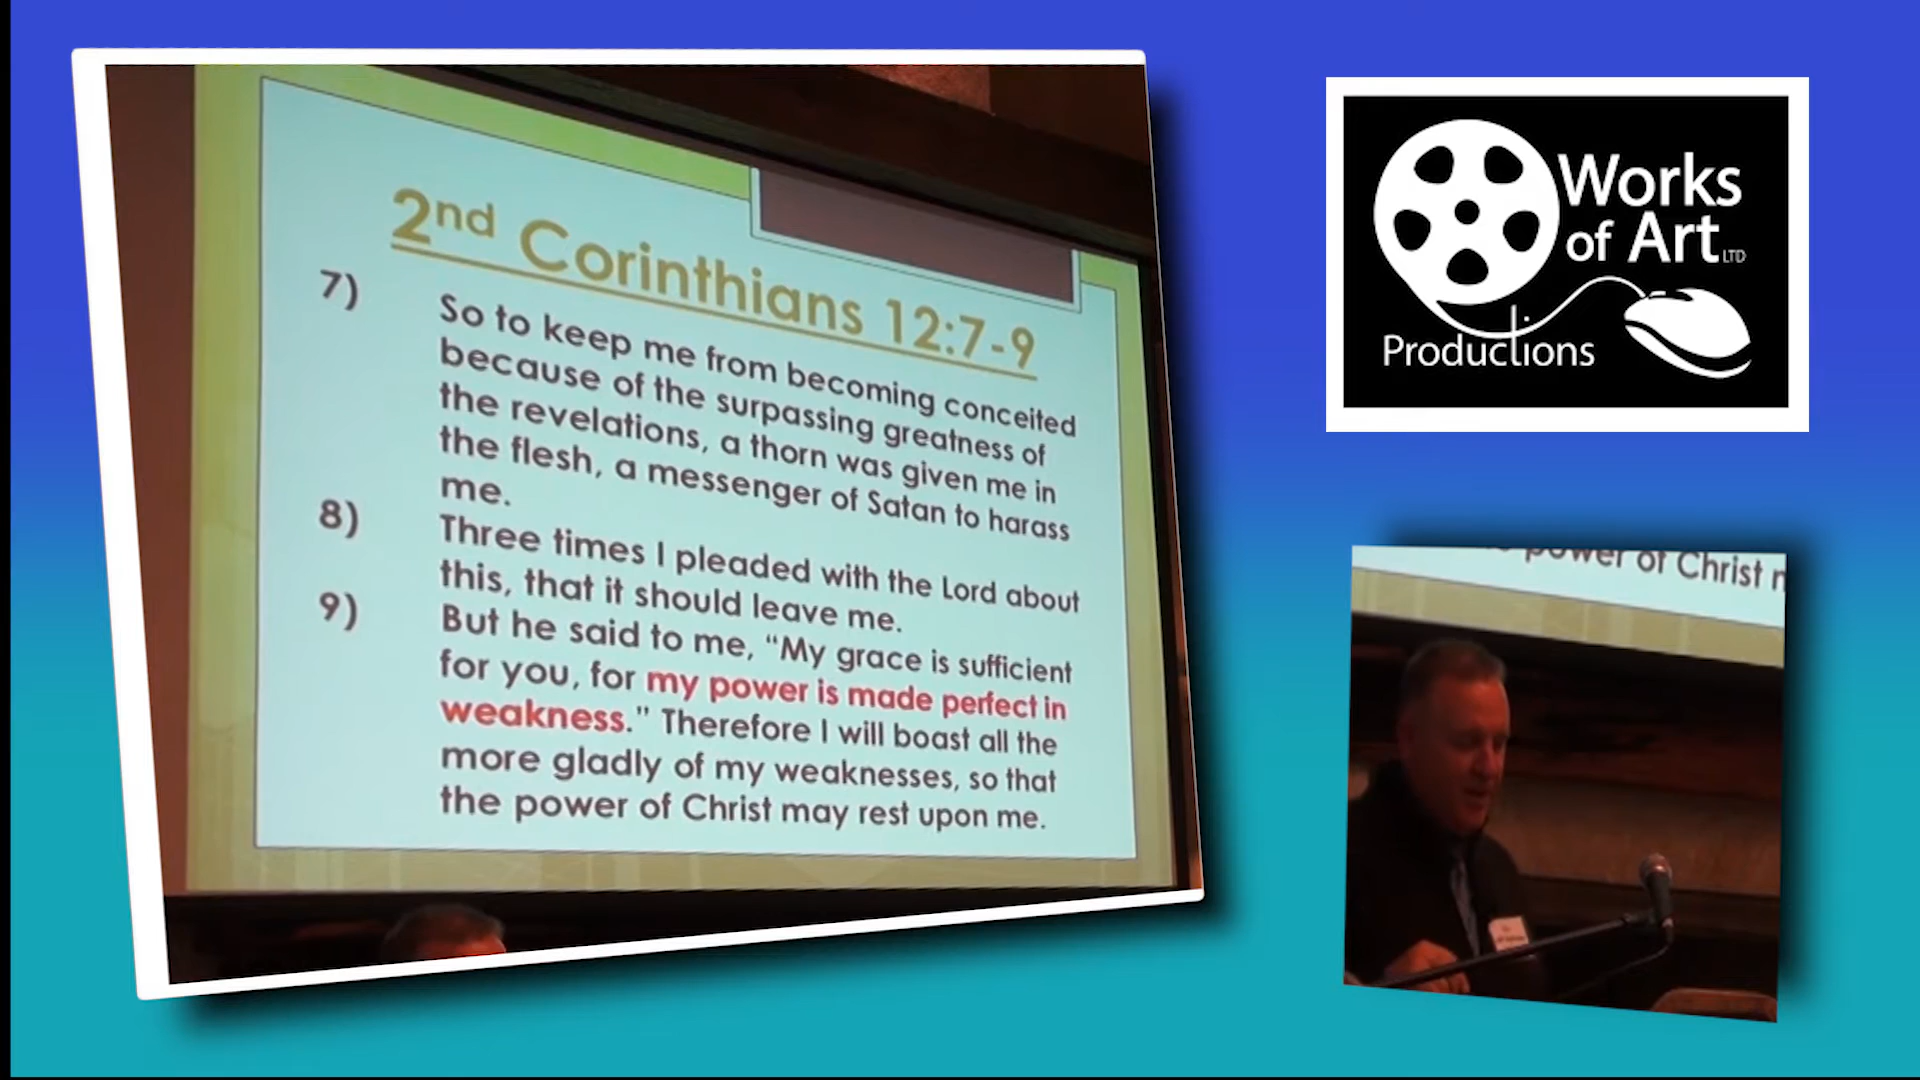 2nd Corinthians 12:7-9
7) So to keep me from becoming conceited
because of the surpassing greatness of
the revelations, a thorn was given me in
the flesh, a messenger of Satan to harass
me.
8) Three times I pleaded with the Lord about
this, that it should leave me.
9) But he said to me, “My grace is sufficient
for you, for my power is made perfect in
weakness.” Therefore I will boast all the
more gladly of my weaknesses, so that
the power of Christ may rest upon me.
Works
of Art LTD
Productions
power of Christ